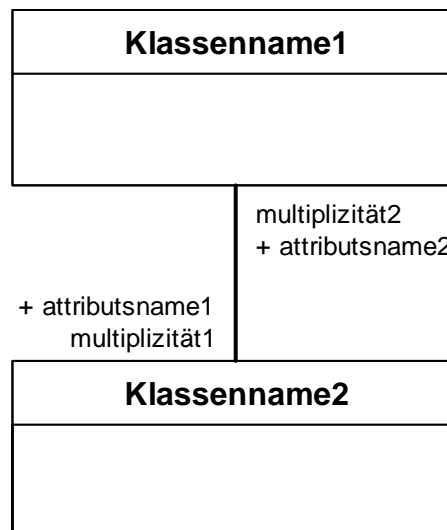 Klassenname1
multiplizität2
+ attributsname2
+ attributsname1
multiplizität1
Klassenname2